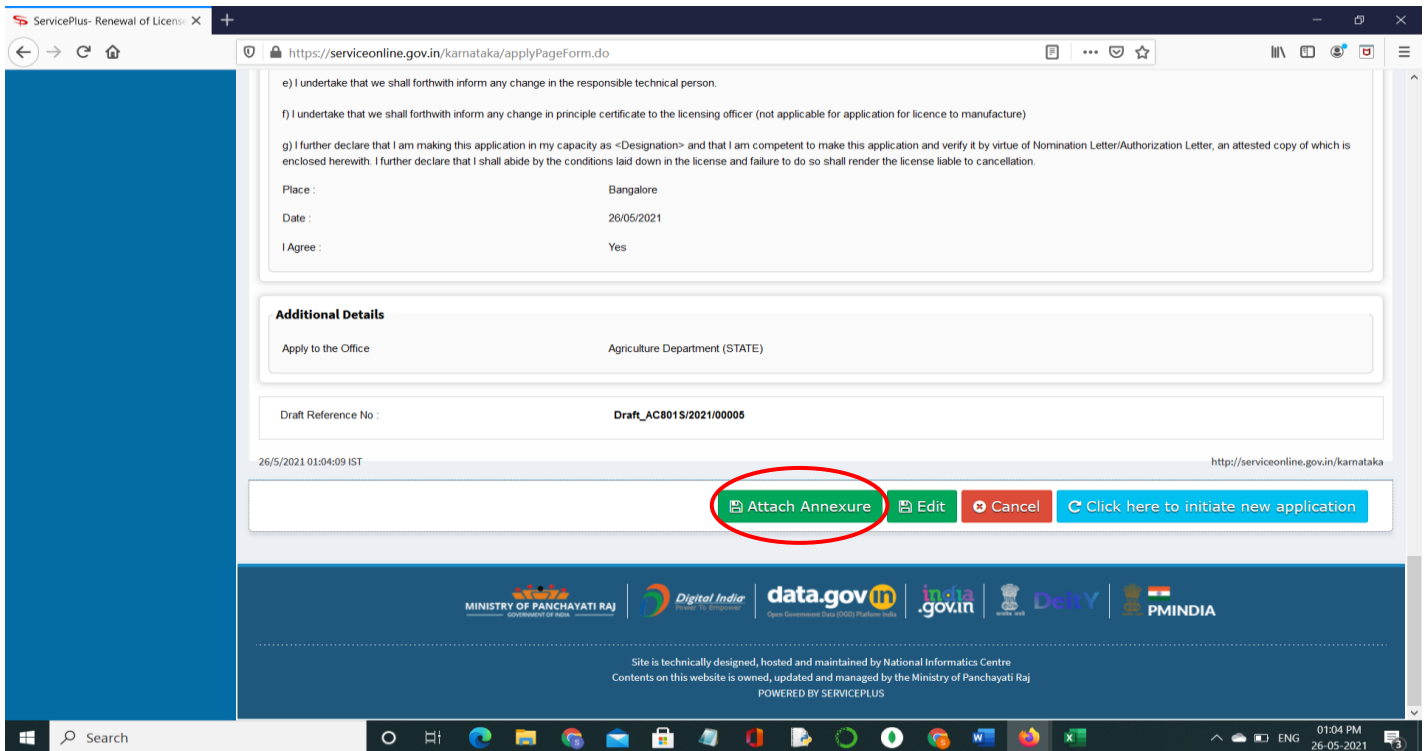 ServicePlus- Renewal of License
https://serviceonline.gov.in/karnataka/applyPageForm.do
e) I undertake that we shall forthwith inform any change in the responsible technical person.
f) I undertake that we shall forthwith inform any change in principle certificate to the licensing officer (not applicable for application for licence to manufacture)
g) I further declare that I am making this application in my capacity as <Designation> and that I am competent to make this application and verify it by virtue of Nomination Letter/Authorization Letter, an attested copy of which is
enclosed herewith. I further declare that I shall abide by the conditions laid down in the license and failure to do so shall render the license liable to cancellation.
Place : Bangalore
Date : 26/05/2021
I Agree : Yes
Additional Details
Apply to the Office Agriculture Department (STATE)
Draft Reference No : Draft_AC801S/2021/00005
26/5/2021 01:04:09 IST http://serviceonline.gov.in/karnataka
Attach Annexure Edit Cancel Click here to initiate new application
MINISTRY OF PANCHAYATI RAJ
GOVERNMENT OF INDIA
Digital India
Power To Empower
data.gov in
Open Government Data (OGD) Platform India
india
.gov.in
DeitY
PMINDIA
Site is technically designed, hosted and maintained by National Informatics Centre
Contents on this website is owned, updated and managed by the Ministry of Panchayati Raj
POWERED BY SERVICEPLUS
Search
ENG
01:04 PM
26-05-2021
3